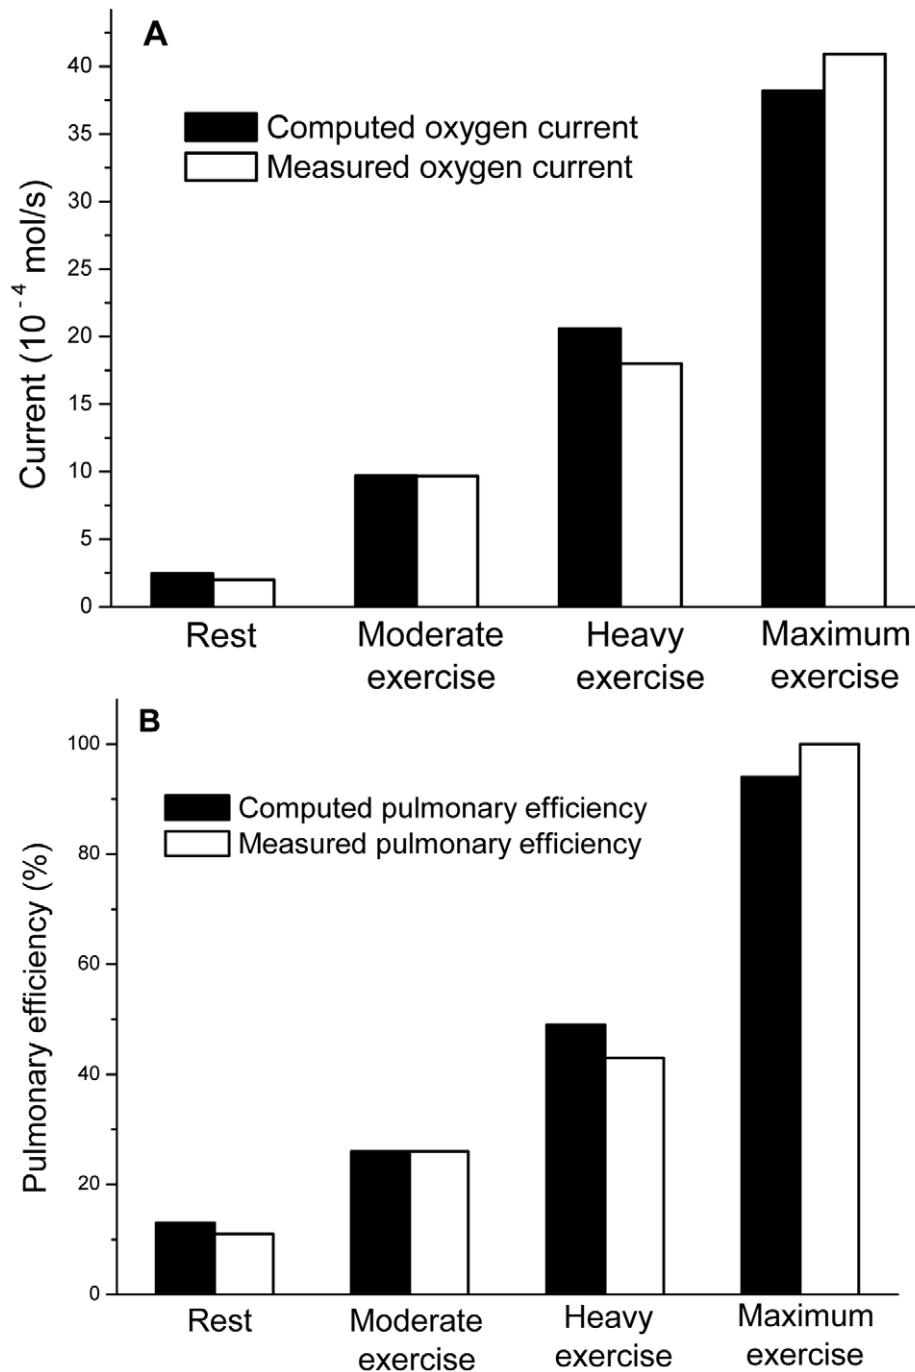 A
Computed oxygen current
Measured oxygen current
Current (10⁻⁴ mol/s)
40
35
30
25
20
15
10
5
0
Rest
Moderate exercise
Heavy exercise
Maximum exercise
B
Computed pulmonary efficiency
Measured pulmonary efficiency
Pulmonary efficiency (%)
100
80
60
40
20
0
Rest
Moderate exercise
Heavy exercise
Maximum exercise